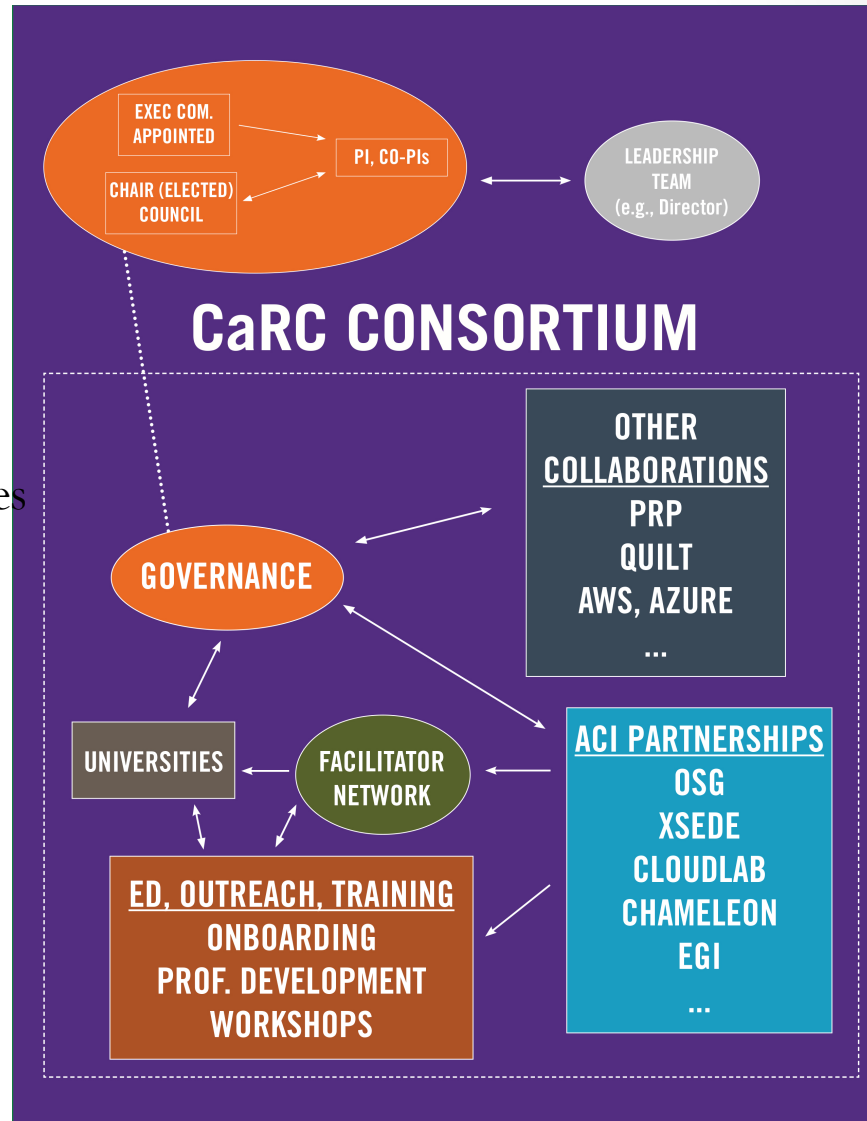 EXEC COM.
APPOINTED
PI, CO-PIs
CHAIR (ELECTED)
COUNCIL
LEADERSHIP
TEAM
(e.g., Director)
CaRC CONSORTIUM
OTHER
COLLABORATIONS
PRP
QUILT
AWS, AZURE
...
es
GOVERNANCE
UNIVERSITIES
FACILITATOR
NETWORK
ACI PARTNERSHIPS
OSG
XSEDE
CLOUDLAB
CHAMELEON
EGI
...
ED, OUTREACH, TRAINING
ONBOARDING
PROF. DEVELOPMENT
WORKSHOPS